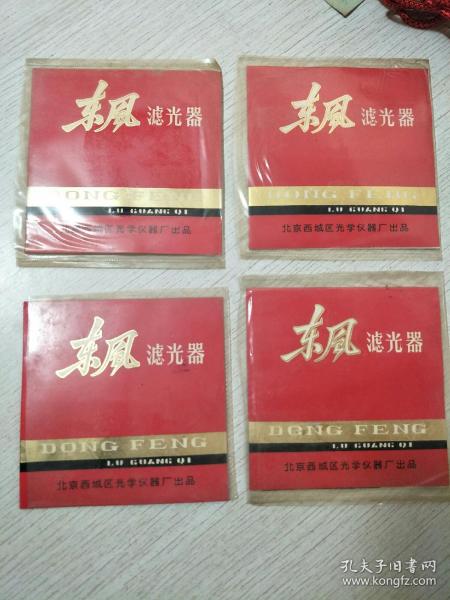 东风 滤光器
DONG FENG
LU GUANG QI
北京西城区光学仪器厂出品
东风 滤光器
DONG FENG
LU GUANG QI
北京西城区光学仪器厂出品
东风 滤光器
DONG FENG
LU GUANG QI
北京西城区光学仪器厂出品
东风 滤光器
DONG FENG
LU GUANG QI
北京西城区光学仪器厂出品
孔夫子旧书网
www.kongfz.com